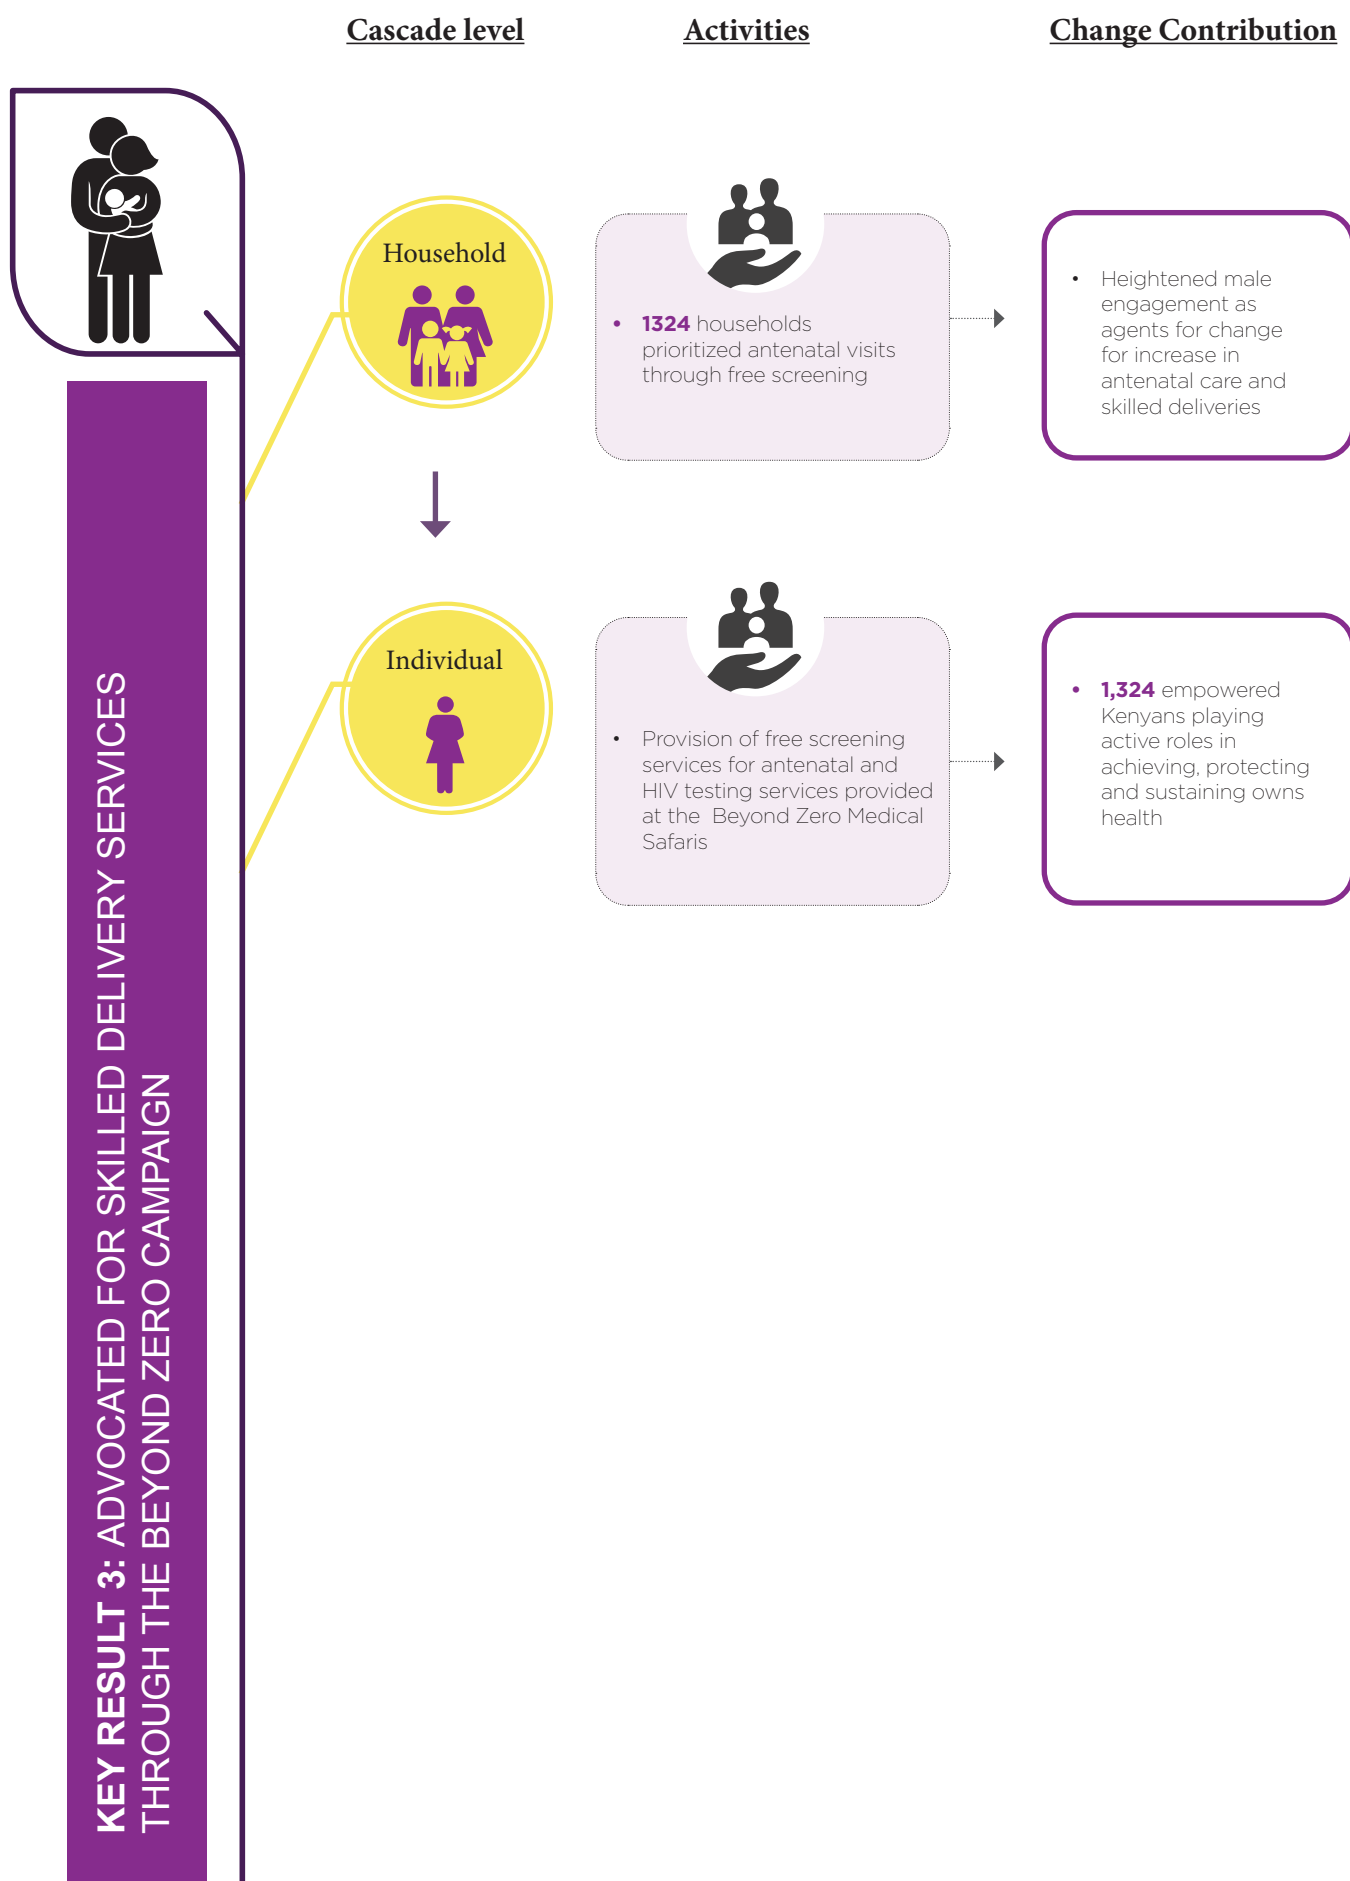 Cascade level
Activities
Change Contribution
KEY RESULT 3: ADVOCATED FOR SKILLED DELIVERY SERVICES
THROUGH THE BEYOND ZERO CAMPAIGN
Household
• 1324 households
prioritized antenatal visits
through free screening
• Heightened male
engagement as
agents for change
for increase in
antenatal care and
skilled deliveries
Individual
• Provision of free screening
services for antenatal and
HIV testing services provided
at the Beyond Zero Medical
Safaris
• 1,324 empowered
Kenyans playing
active roles in
achieving, protecting
and sustaining owns
health